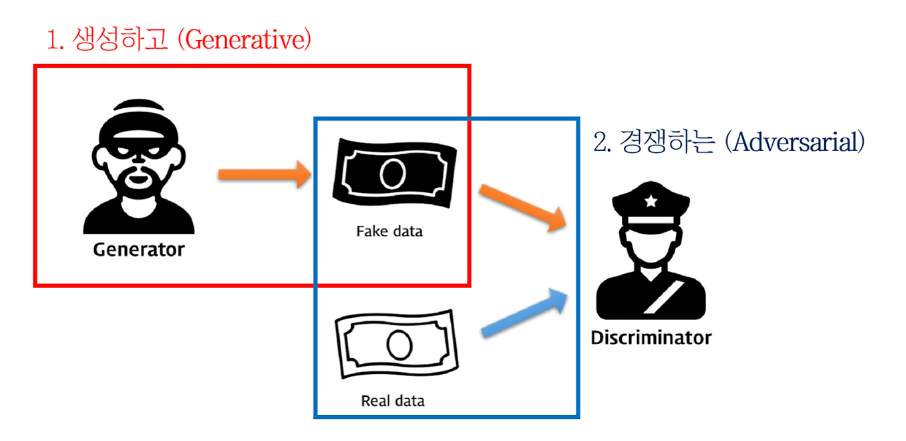 1. 생성하고 (Generative)
2. 경쟁하는 (Adversarial)
Generator
Fake data
Discriminator
Real data